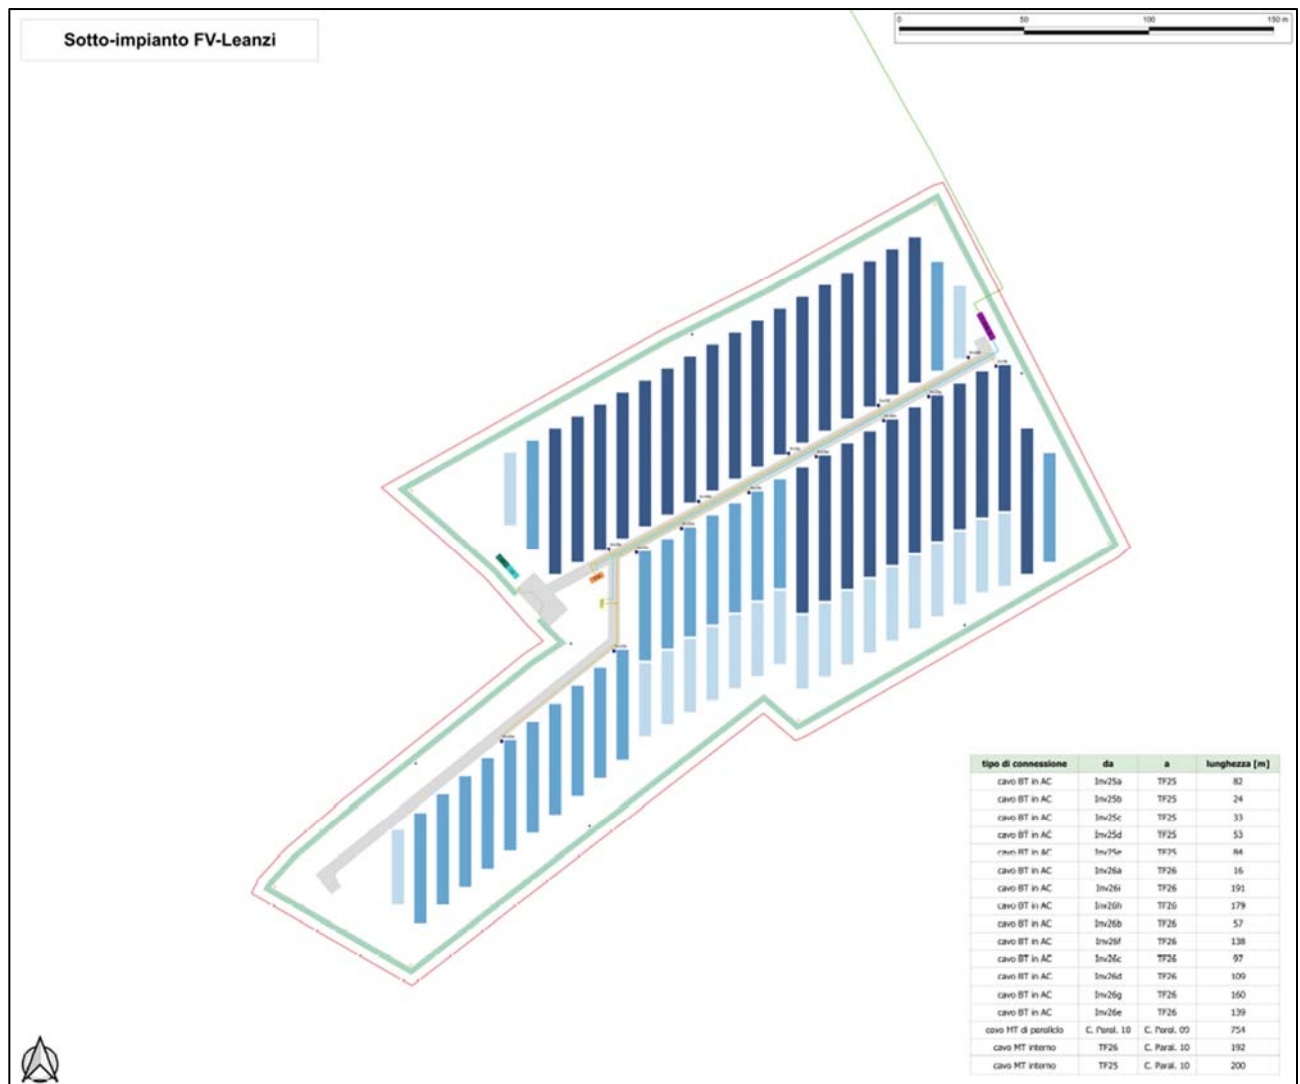 Sotto-impianto FV-Leanzi
0 50 100 150 m
tipo di connessione da a lunghezza [m]
cavo BT in AC Inv25a TF25 82
cavo BT in AC Inv25b TF25 24
cavo BT in AC Inv25c TF25 33
cavo BT in AC Inv25d TF25 53
cavo BT in AC Inv25e TF25 84
cavo BT in AC Inv26a TF26 16
cavo BT in AC Inv26i TF26 191
cavo BT in AC Inv26h TF26 179
cavo BT in AC Inv26b TF26 57
cavo BT in AC Inv26f TF26 138
cavo BT in AC Inv26c TF26 97
cavo BT in AC Inv26d TF26 109
cavo BT in AC Inv26g TF26 160
cavo BT in AC Inv26e TF26 139
cavo MT di parallelo C. Paral. 10 C. Paral. 09 754
cavo MT interno TF26 C. Paral. 10 192
cavo MT interno TF25 C. Paral. 10 200